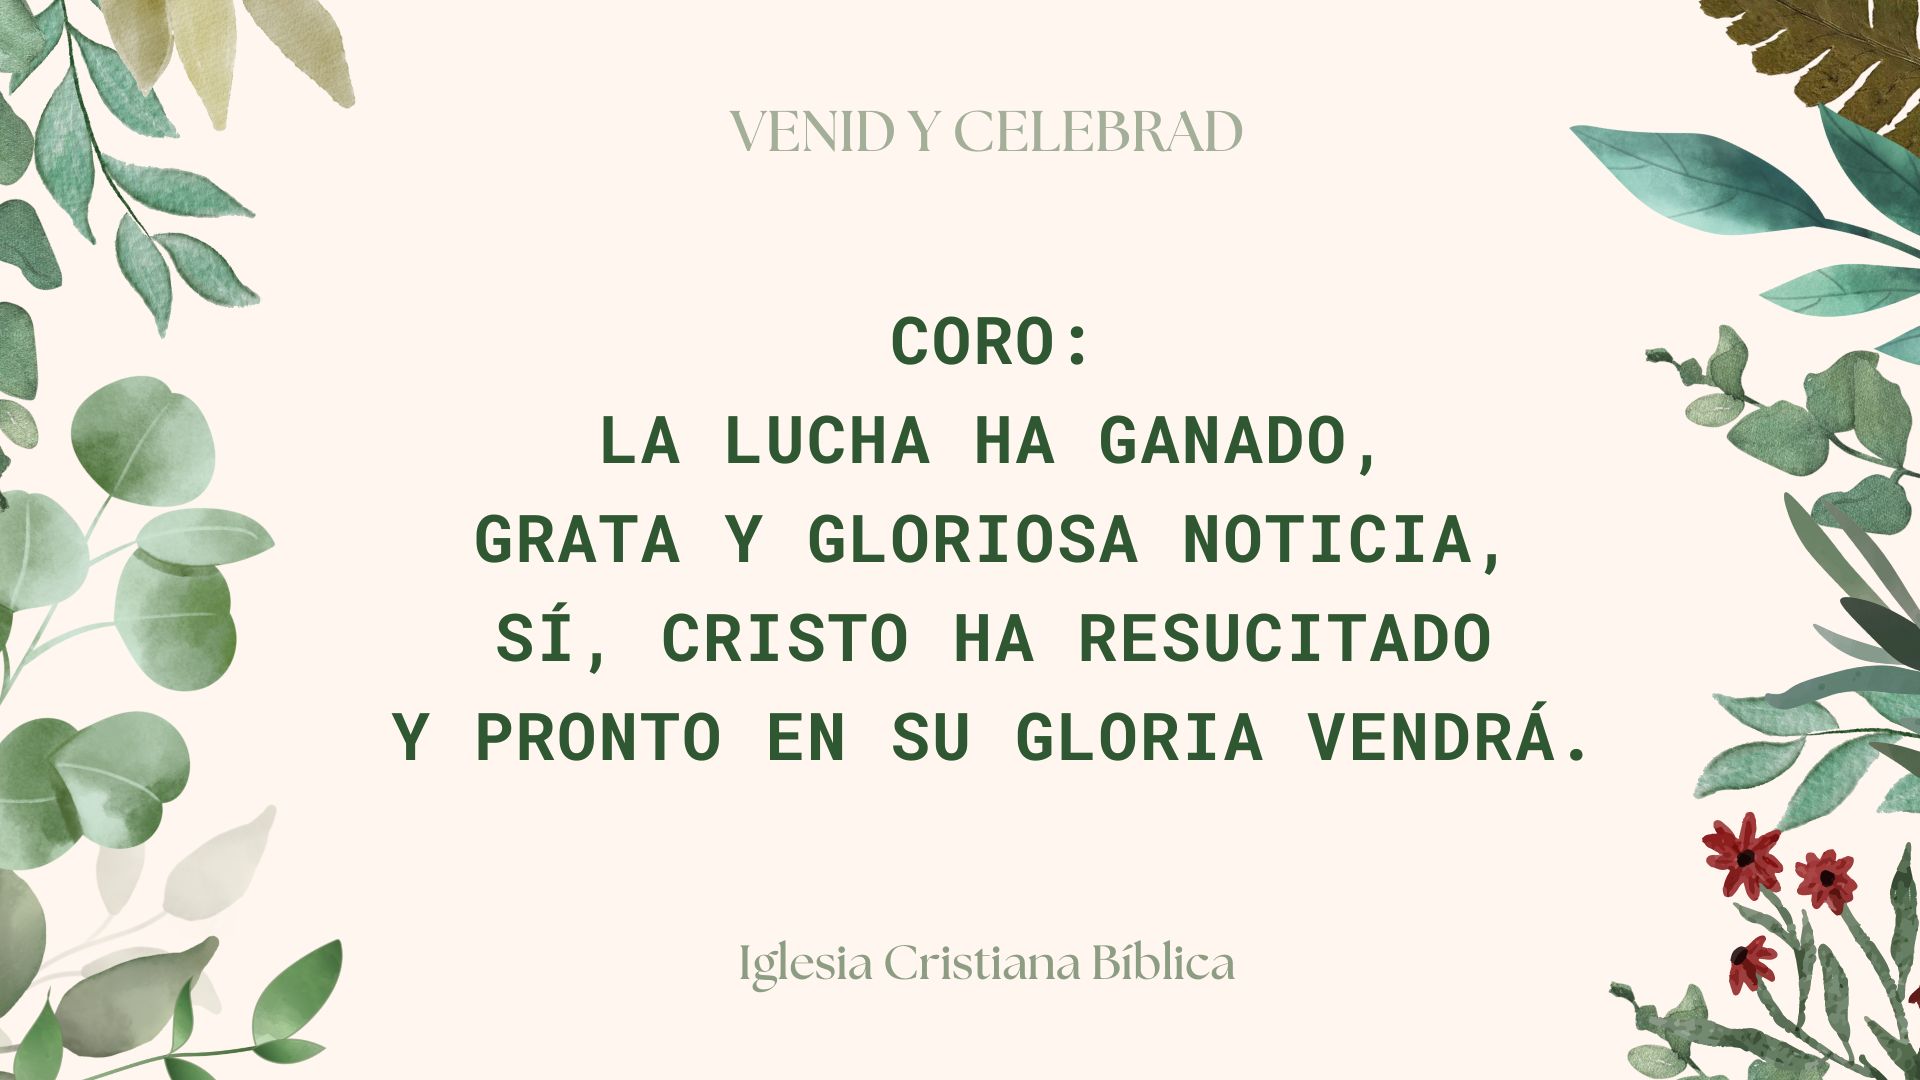 VENID Y CELEBRAD
CORO:
LA LUCHA HA GANADO,
GRATA Y GLORIOSA NOTICIA,
SÍ, CRISTO HA RESUCITADO
Y PRONTO EN SU GLORIA VENDRÁ.
Iglesia Cristiana Bíblica